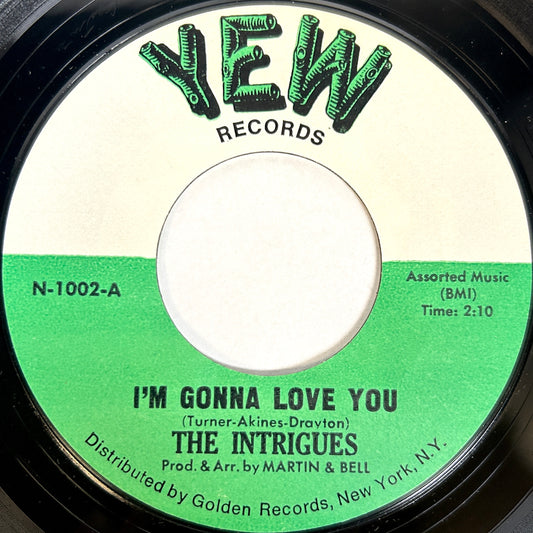 YEW
RECORDS
N-1002-A
Assorted Music
(BMI)
Time: 2:10
I'M GONNA LOVE YOU
(Turner-Akines-Drayton)
THE INTRIGUES
Prod. & Arr. by MARTIN & BELL
Distributed by Golden Records, New York, N.Y.